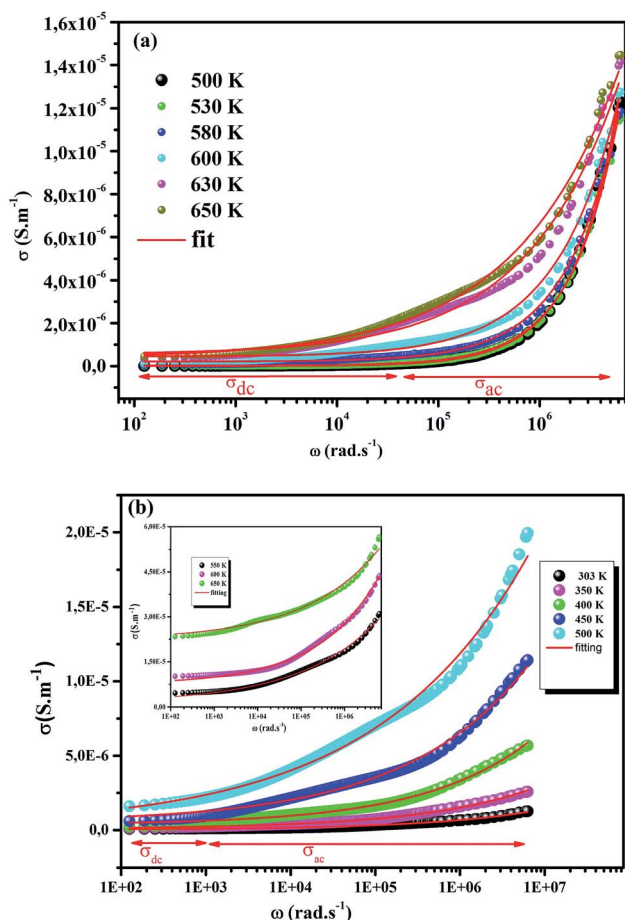 (a)
1,6x10⁻⁵
1,4x10⁻⁵
1,2x10⁻⁵
1,0x10⁻⁵
8,0x10⁻⁶
6,0x10⁻⁶
4,0x10⁻⁶
2,0x10⁻⁶
0,0
σ (S.m⁻¹)
500 K
530 K
580 K
600 K
630 K
650 K
fit
σdc
σac
10² 10³ 10⁴ 10⁵ 10⁶
ω (rad.s⁻¹)
(b)
2,0E-5
1,5E-5
1,0E-5
5,0E-6
0,0
σ(S.m⁻¹)
6,00E-5
4,50E-5
3,00E-5
1,50E-5
0,00
σ(S.m⁻¹)
550 K
600 K
650 K
fitting
1E+02 1E+03 1E+04 1E+05 1E+06
ω (rad.s⁻¹)
303 K
350 K
400 K
450 K
500 K
fitting
σdc
σac
1E+02 1E+03 1E+04 1E+05 1E+06 1E+07
ω (rad.s⁻¹)